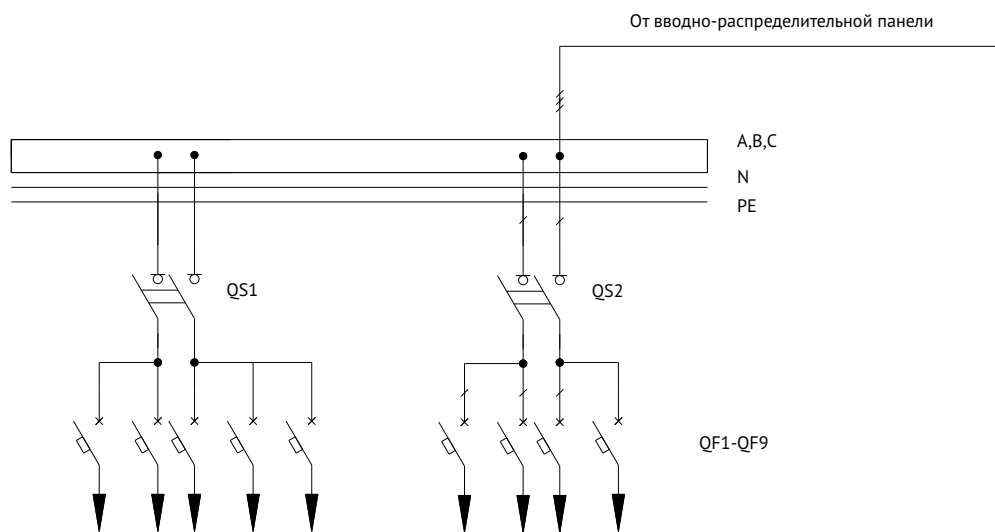 От вводно-распределительной панели
A,B,C
N
PE
QS1
QS2
QF1-QF9